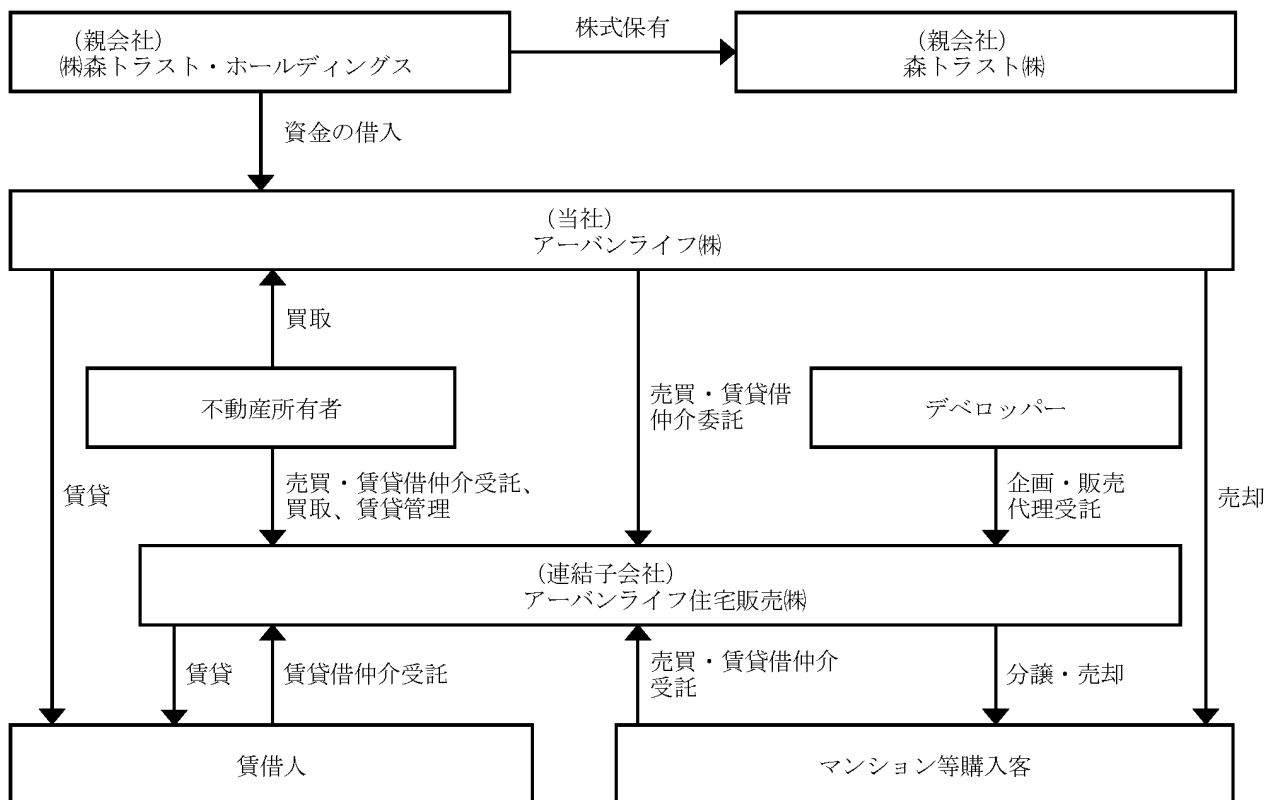 （親会社）
㈱森トラスト・ホールディングス
株式保有
（親会社）
森トラスト㈱
資金の借入
（当社）
アーバンライフ㈱
買取
不動産所有者
売買・賃貸借
仲介委託
デベロッパー
賃貸
売買・賃貸借仲介受託、
買取、賃貸管理
企画・販売
代理受託
売却
（連結子会社）
アーバンライフ住宅販売㈱
賃貸
賃貸借仲介受託
売買・賃貸借仲介
受託
分譲・売却
賃借人
マンション等購入客